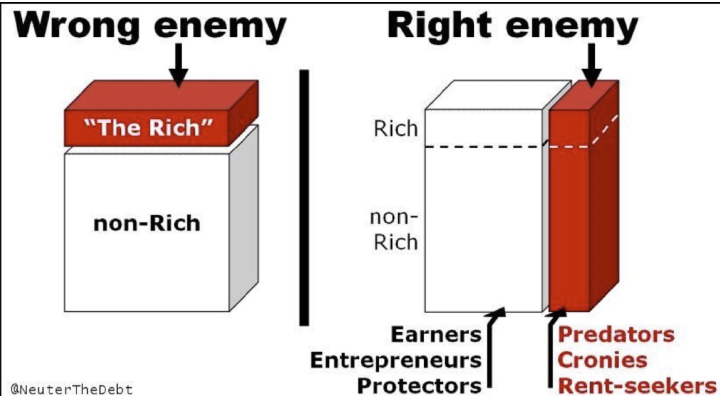 Wrong enemy
"The Rich"
non-Rich
Right enemy
Rich
non-
Rich
Earners
Entrepreneurs
Protectors
Predators
Cronies
Rent-seekers
@NeuterTheDebt